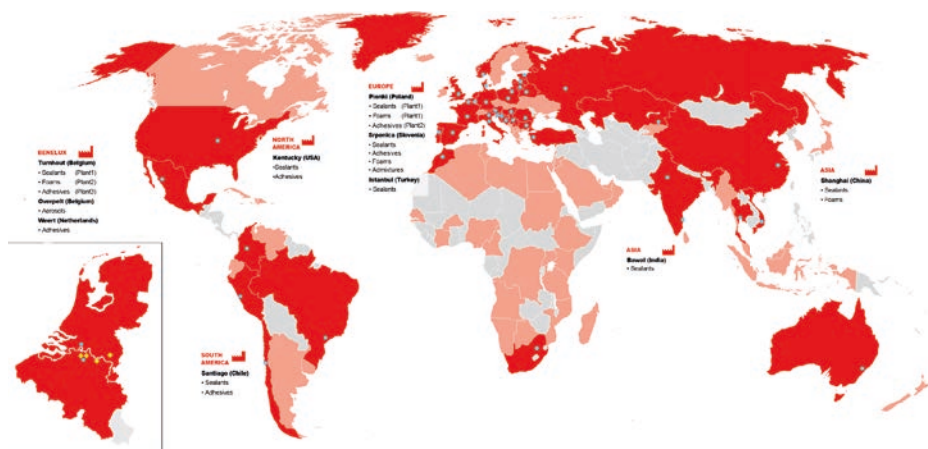 BENELUX
Turnhout (Belgium)
• Sealants (Plant1)
• Foams (Plant2)
• Adhesives (Plant3)
Overpelt (Belgium)
• Aerosols
Weert (Netherlands)
• Adhesives
NORTH
AMERICA
Kentucky (USA)
• Sealants
• Adhesives
EUROPE
Pionki (Poland)
• Sealants (Plant1)
• Foams (Plant1)
• Adhesives (Plant2)
Srpenica (Slovenia)
• Sealants
• Adhesives
• Foams
• Admixtures
Istanbul (Turkey)
• Sealants
ASIA
Shanghai (China)
• Sealants
• Foams
ASIA
Bawal (India)
• Sealants
SOUTH
AMERICA
Santiago (Chile)
• Sealants
• Adhesives